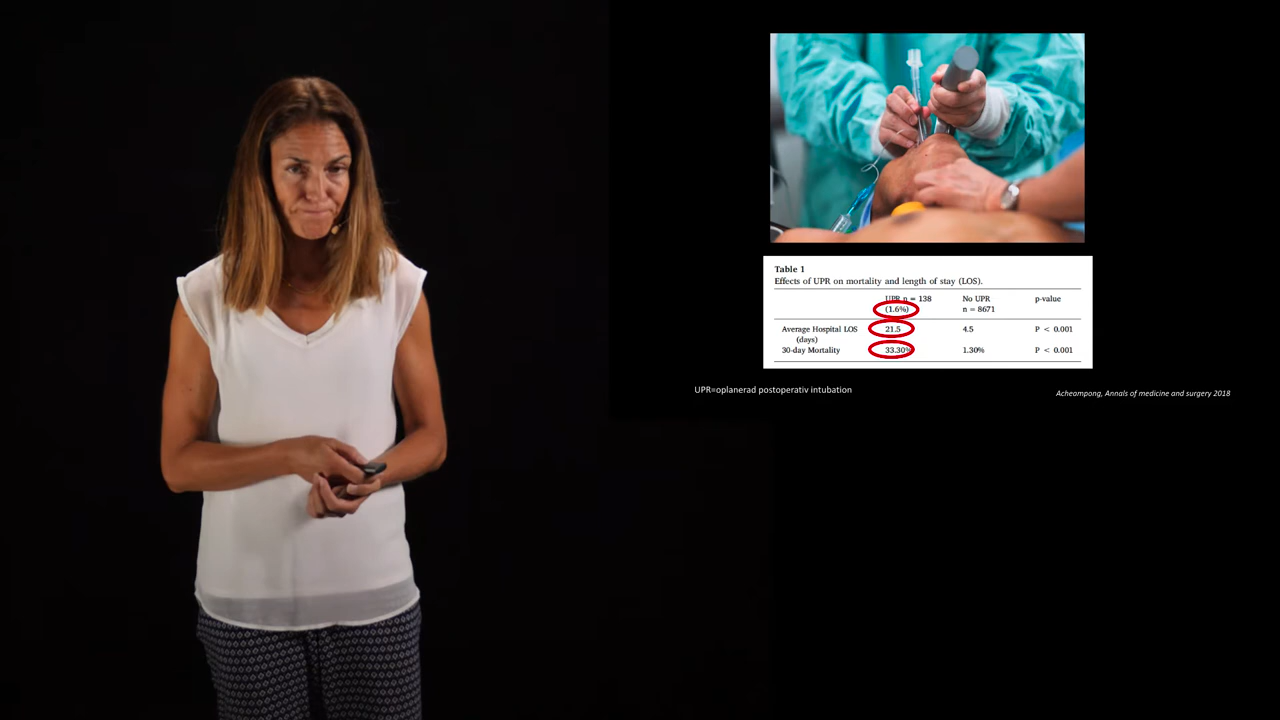 Table 1
Effects of UPR on mortality and length of stay (LOS).
UPR n = 138 No UPR p-value
(1.6%) n = 8671
Average Hospital LOS 21.5 4.5 P < 0.001
(days)
30-day Mortality 33.30% 1.30% P < 0.001
UPR=oplanerad postoperativ intubation
Acheampong, Annals of medicine and surgery 2018